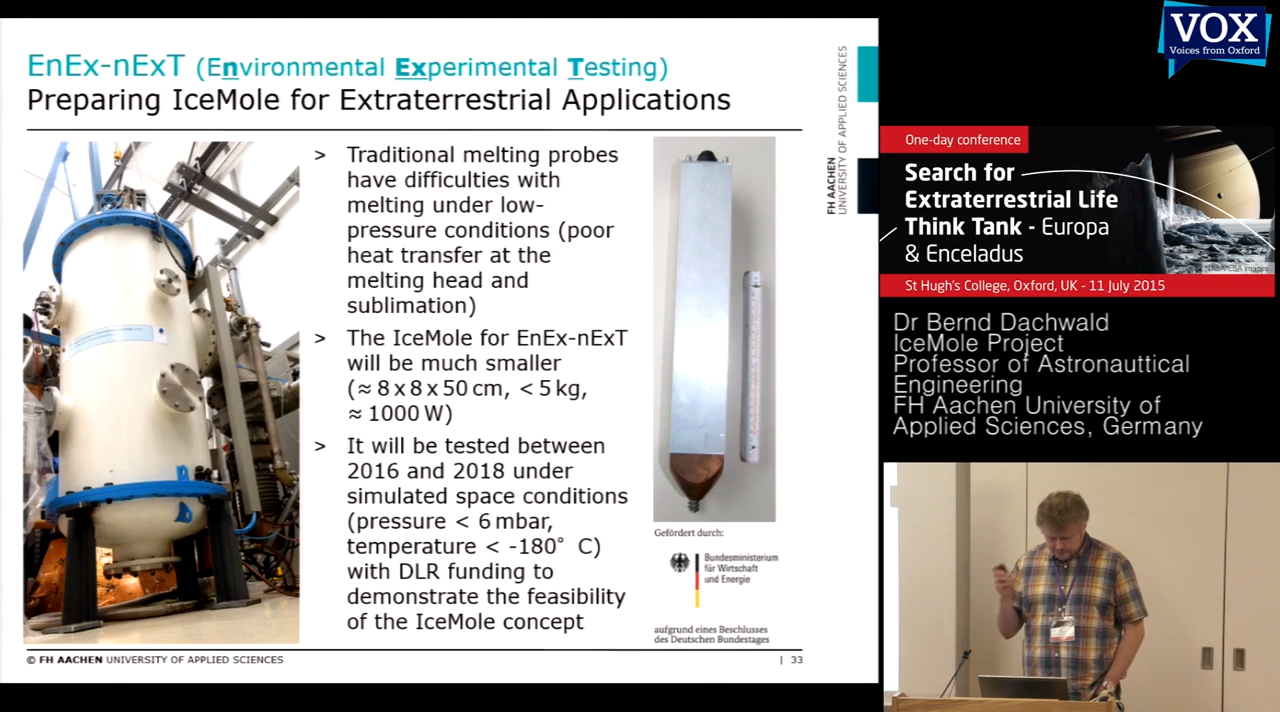 EnEx-nExT (Environmental Experimental Testing)
Preparing IceMole for Extraterrestrial Applications
> Traditional melting probes
have difficulties with
melting under low-
pressure conditions (poor
heat transfer at the
melting head and
sublimation)
> The IceMole for EnEx-nExT
will be much smaller
(≈ 8 x 8 x 50 cm, < 5 kg,
≈ 1000 W)
> It will be tested between
2016 and 2018 under
simulated space conditions
(pressure < 6 mbar,
temperature < -180° C)
with DLR funding to
demonstrate the feasibility
of the IceMole concept
Gefördert durch:
Bundesministerium
für Wirtschaft
und Energie
aufgrund eines Beschlusses
des Deutschen Bundestages
© FH AACHEN UNIVERSITY OF APPLIED SCIENCES
| 33
FH AACHEN
UNIVERSITY OF APPLIED SCIENCES
VOX
Voices from Oxford
One-day conference
Search for
Extraterrestrial Life
Think Tank - Europa
& Enceladus
NASA/ESA images
St Hugh's College, Oxford, UK - 11 July 2015
Dr Bernd Dachwald
IceMole Project
Professor of Astronauttical
Engineering
FH Aachen University of
Applied Sciences, Germany